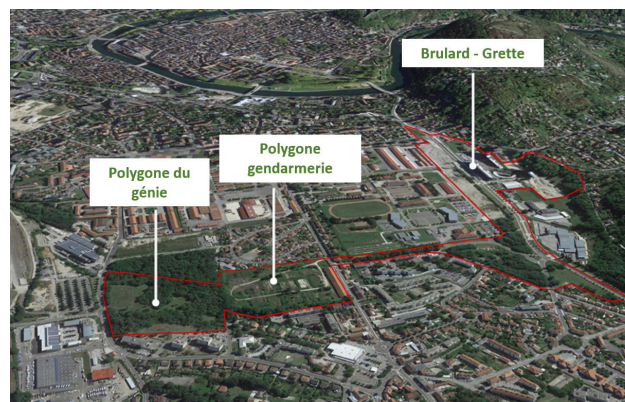 Brulard - Grette
Polygone
gendarmerie
Polygone du
génie